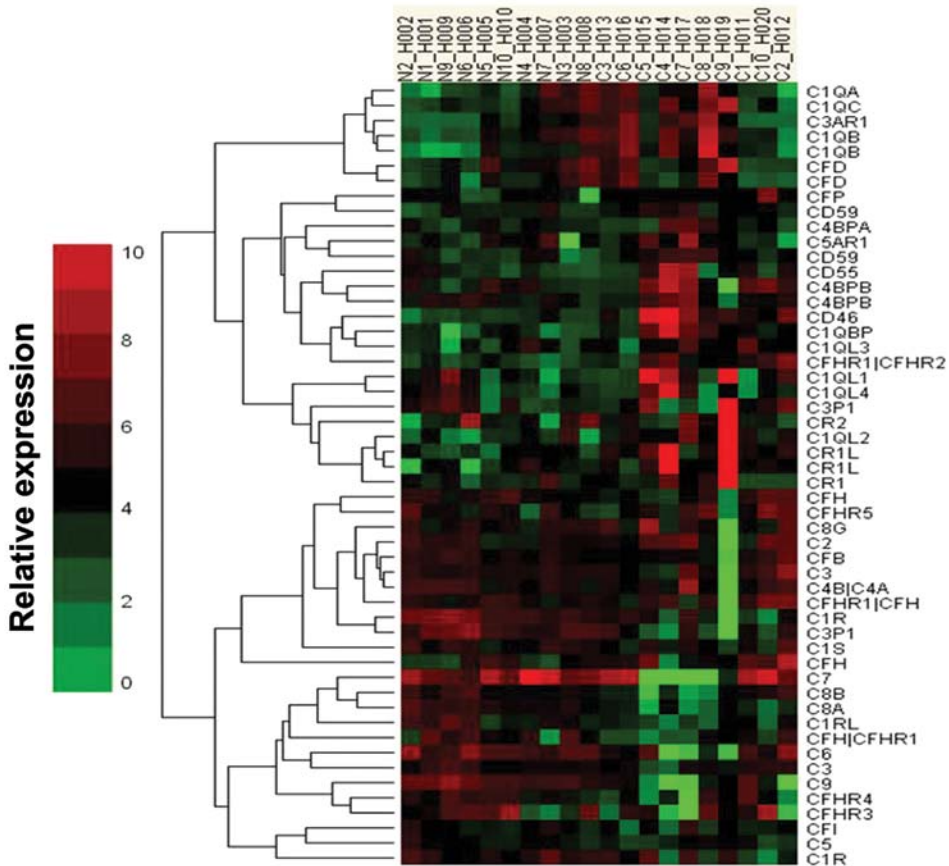 N2_H002
N1_H001
N9_H009
N6_H006
N5_H005
N10_H010
N4_H004
N7_H007
N3_H003
N8_H008
C3_H013
C6_H016
C5_H015
C4_H014
C7_H017
C8_H018
C9_H019
C1_H011
C10_H020
C2_H012
C1QA
C1QC
C3AR1
C1QB
C1QB
CFD
CFD
CFP
CD59
C4BPA
C5AR1
CD59
CD55
C4BPB
C4BPB
CD46
C1QBP
C1QL3
CFHR1|CFHR2
C1QL1
C1QL4
C3P1
CR2
C1QL2
CR1L
CR1L
CR1
CFH
CFHR5
C8G
C2
CFB
C3
C4B|C4A
CFHR1|CFH
C1R
C3P1
C1S
CFH
C7
C8B
C8A
C1RL
CFH|CFHR1
C6
C3
C9
CFHR4
CFHR3
CFI
C5
C1R
Relative expression
10
8
6
4
2
0